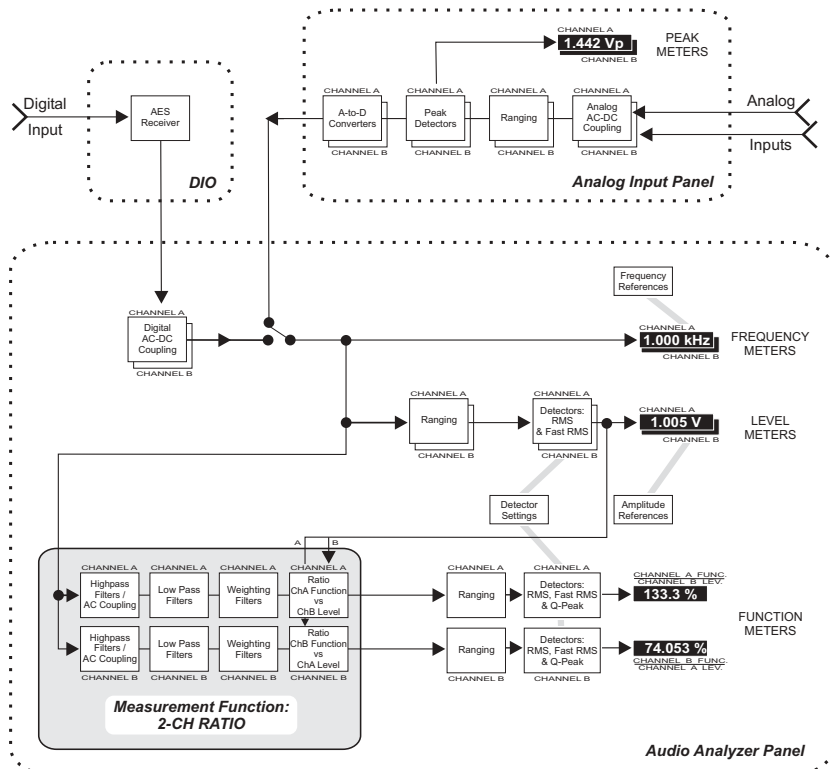 CHANNEL A
1.442 Vp
CHANNEL B
PEAK
METERS
Digital
Input
AES
Receiver
DIO
CHANNEL A
A-to-D
Converters
CHANNEL B
CHANNEL A
Peak
Detectors
CHANNEL B
CHANNEL A
Ranging
CHANNEL B
CHANNEL A
Analog
AC-DC
Coupling
CHANNEL B
Analog
Inputs
Analog Input Panel
Frequency
References
CHANNEL A
Digital
AC-DC
Coupling
CHANNEL B
CHANNEL A
1.000 kHz
CHANNEL B
FREQUENCY
METERS
CHANNEL A
Ranging
CHANNEL B
CHANNEL A
Detectors:
RMS
& Fast RMS
CHANNEL B
CHANNEL A
1.005 V
CHANNEL B
LEVEL
METERS
Detector
Settings
Amplitude
References
A B
CHANNEL A
Highpass
Filters /
AC Coupling
CHANNEL A
Low Pass
Filters
CHANNEL A
Weighting
Filters
CHANNEL A
Ratio
ChA Function
vs
ChB Level
CHANNEL A
Ranging
CHANNEL A
Detectors:
RMS, Fast RMS
& Q-Peak
CHANNEL A FUNC.
CHANNEL B LEV.
133.3 %
FUNCTION
METERS
Highpass
Filters /
AC Coupling
CHANNEL B
Low Pass
Filters
CHANNEL B
Weighting
Filters
CHANNEL B
Ratio
ChB Function
vs
ChA Level
CHANNEL B
Ranging
CHANNEL B
Detectors:
RMS, Fast RMS
& Q-Peak
CHANNEL B
74.053 %
CHANNEL B FUNC.
CHANNEL A LEV.
Measurement Function:
2-CH RATIO
Audio Analyzer Panel